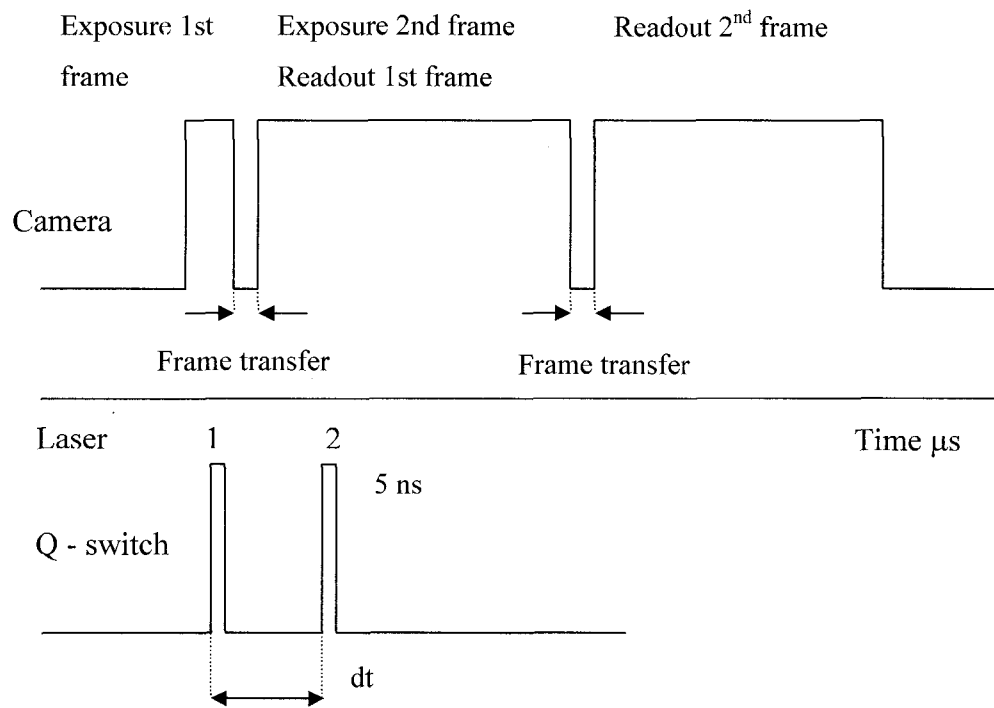 Exposure 1st
frame
Exposure 2nd frame
Readout 1st frame
Readout 2nd frame
Camera
Frame transfer
Frame transfer
Laser
1
2
Time μs
5 ns
Q - switch
dt